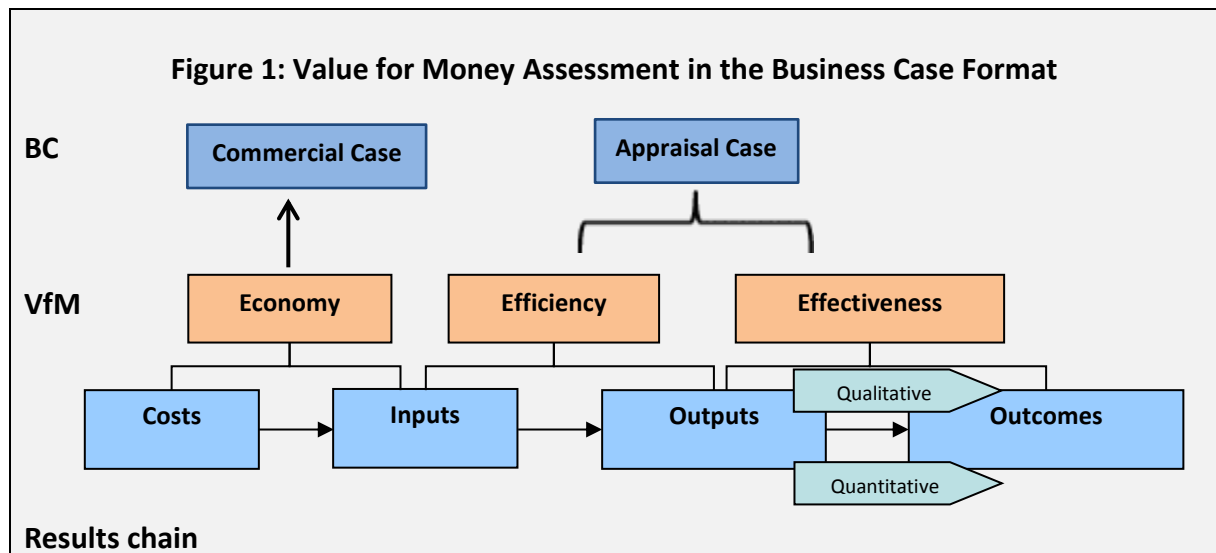 Figure 1: Value for Money Assessment in the Business Case Format
BC
Commercial Case
Appraisal Case
VfM
Economy
Efficiency
Effectiveness
Costs
Inputs
Outputs
Qualitative
Outcomes
Quantitative
Results chain